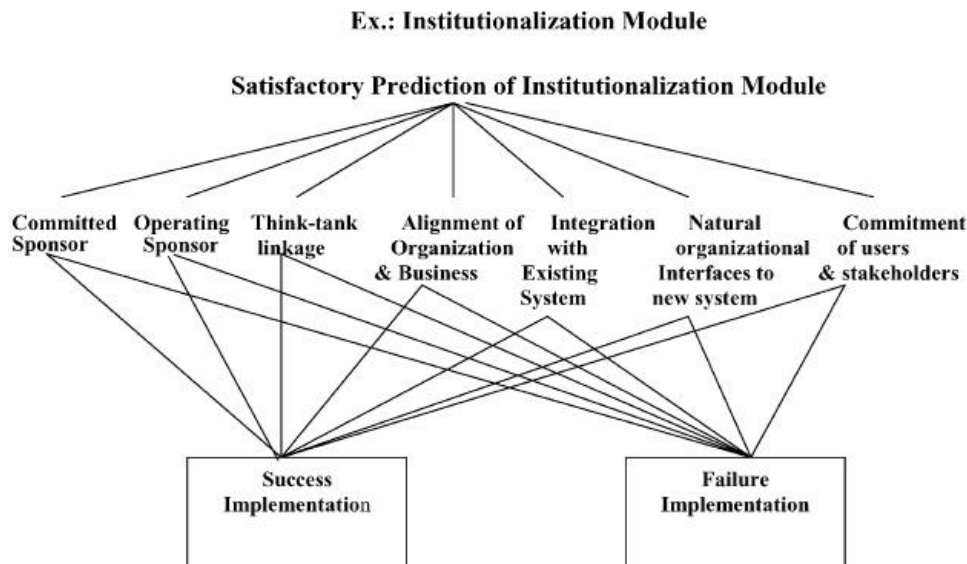 Ex.: Institutionalization Module
Satisfactory Prediction of Institutionalization Module
Committed
Sponsor
Operating
Sponsor
Think-tank
linkage
Alignment of
Organization
& Business
Integration
with
Existing
System
Natural
organizational
Interfaces to
new system
Commitment
of users
& stakeholders
Success
Implementation
Failure
Implementation